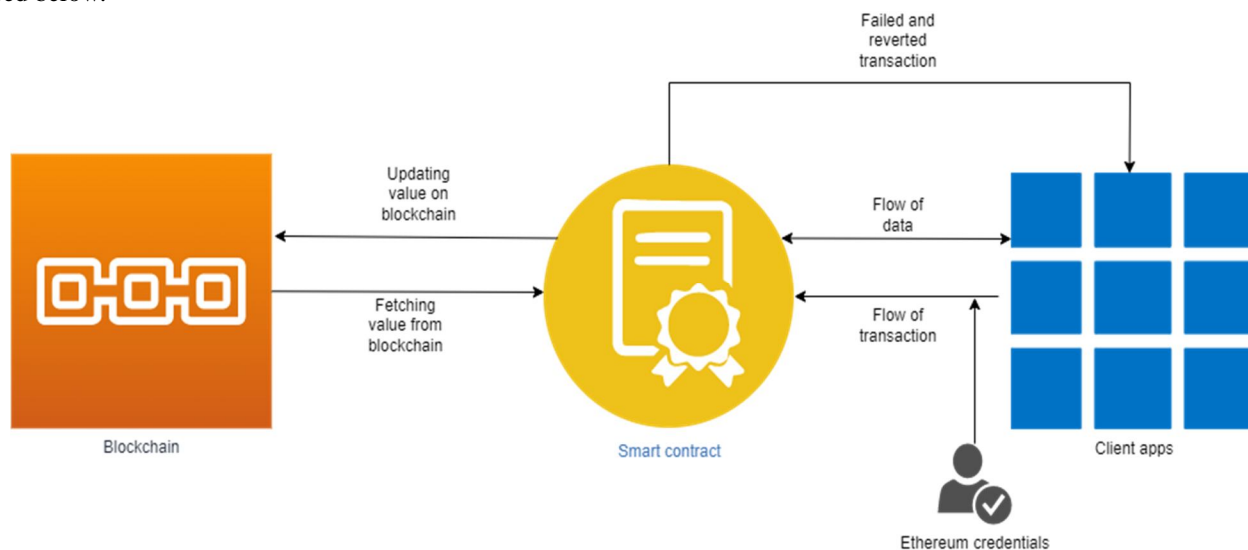 Failed and
reverted
transaction
Updating
value on
blockchain
Flow of
data
Fetching
value from
blockchain
Flow of
transaction
Blockchain
Smart contract
Client apps
Ethereum credentials